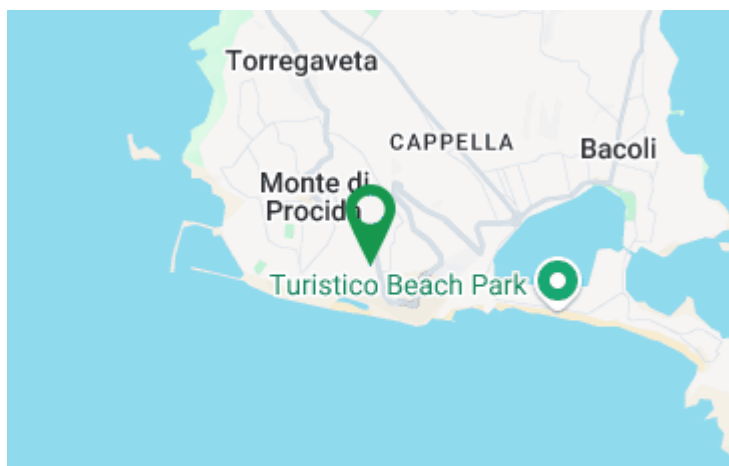 Torregaveta
CAPPELLA
Bacoli
Monte di
Procida
Turistico Beach Park